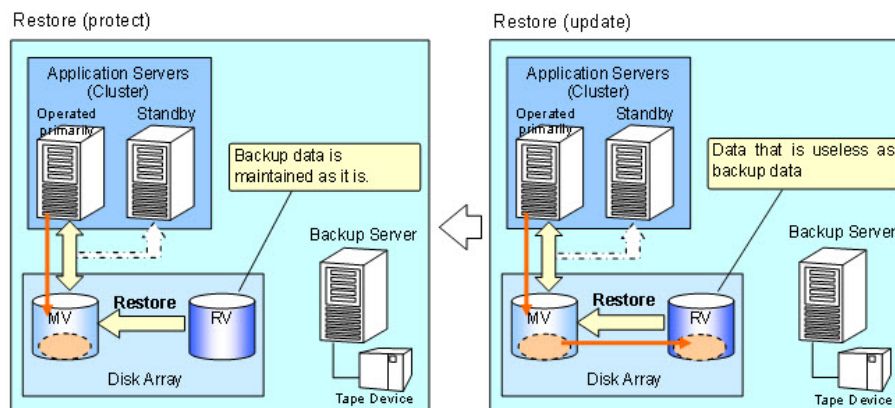 Restore (protect)
Application Servers
(Cluster)
Operated
primarily
Standby
Backup data is
maintained as it is.
Backup Server
MV
Restore
RV
Disk Array
Tape Device
Restore (update)
Application Servers
(Cluster)
Operated
primarily
Standby
Data that is useless as
backup data
Backup Server
MV
Restore
RV
Disk Array
Tape Device